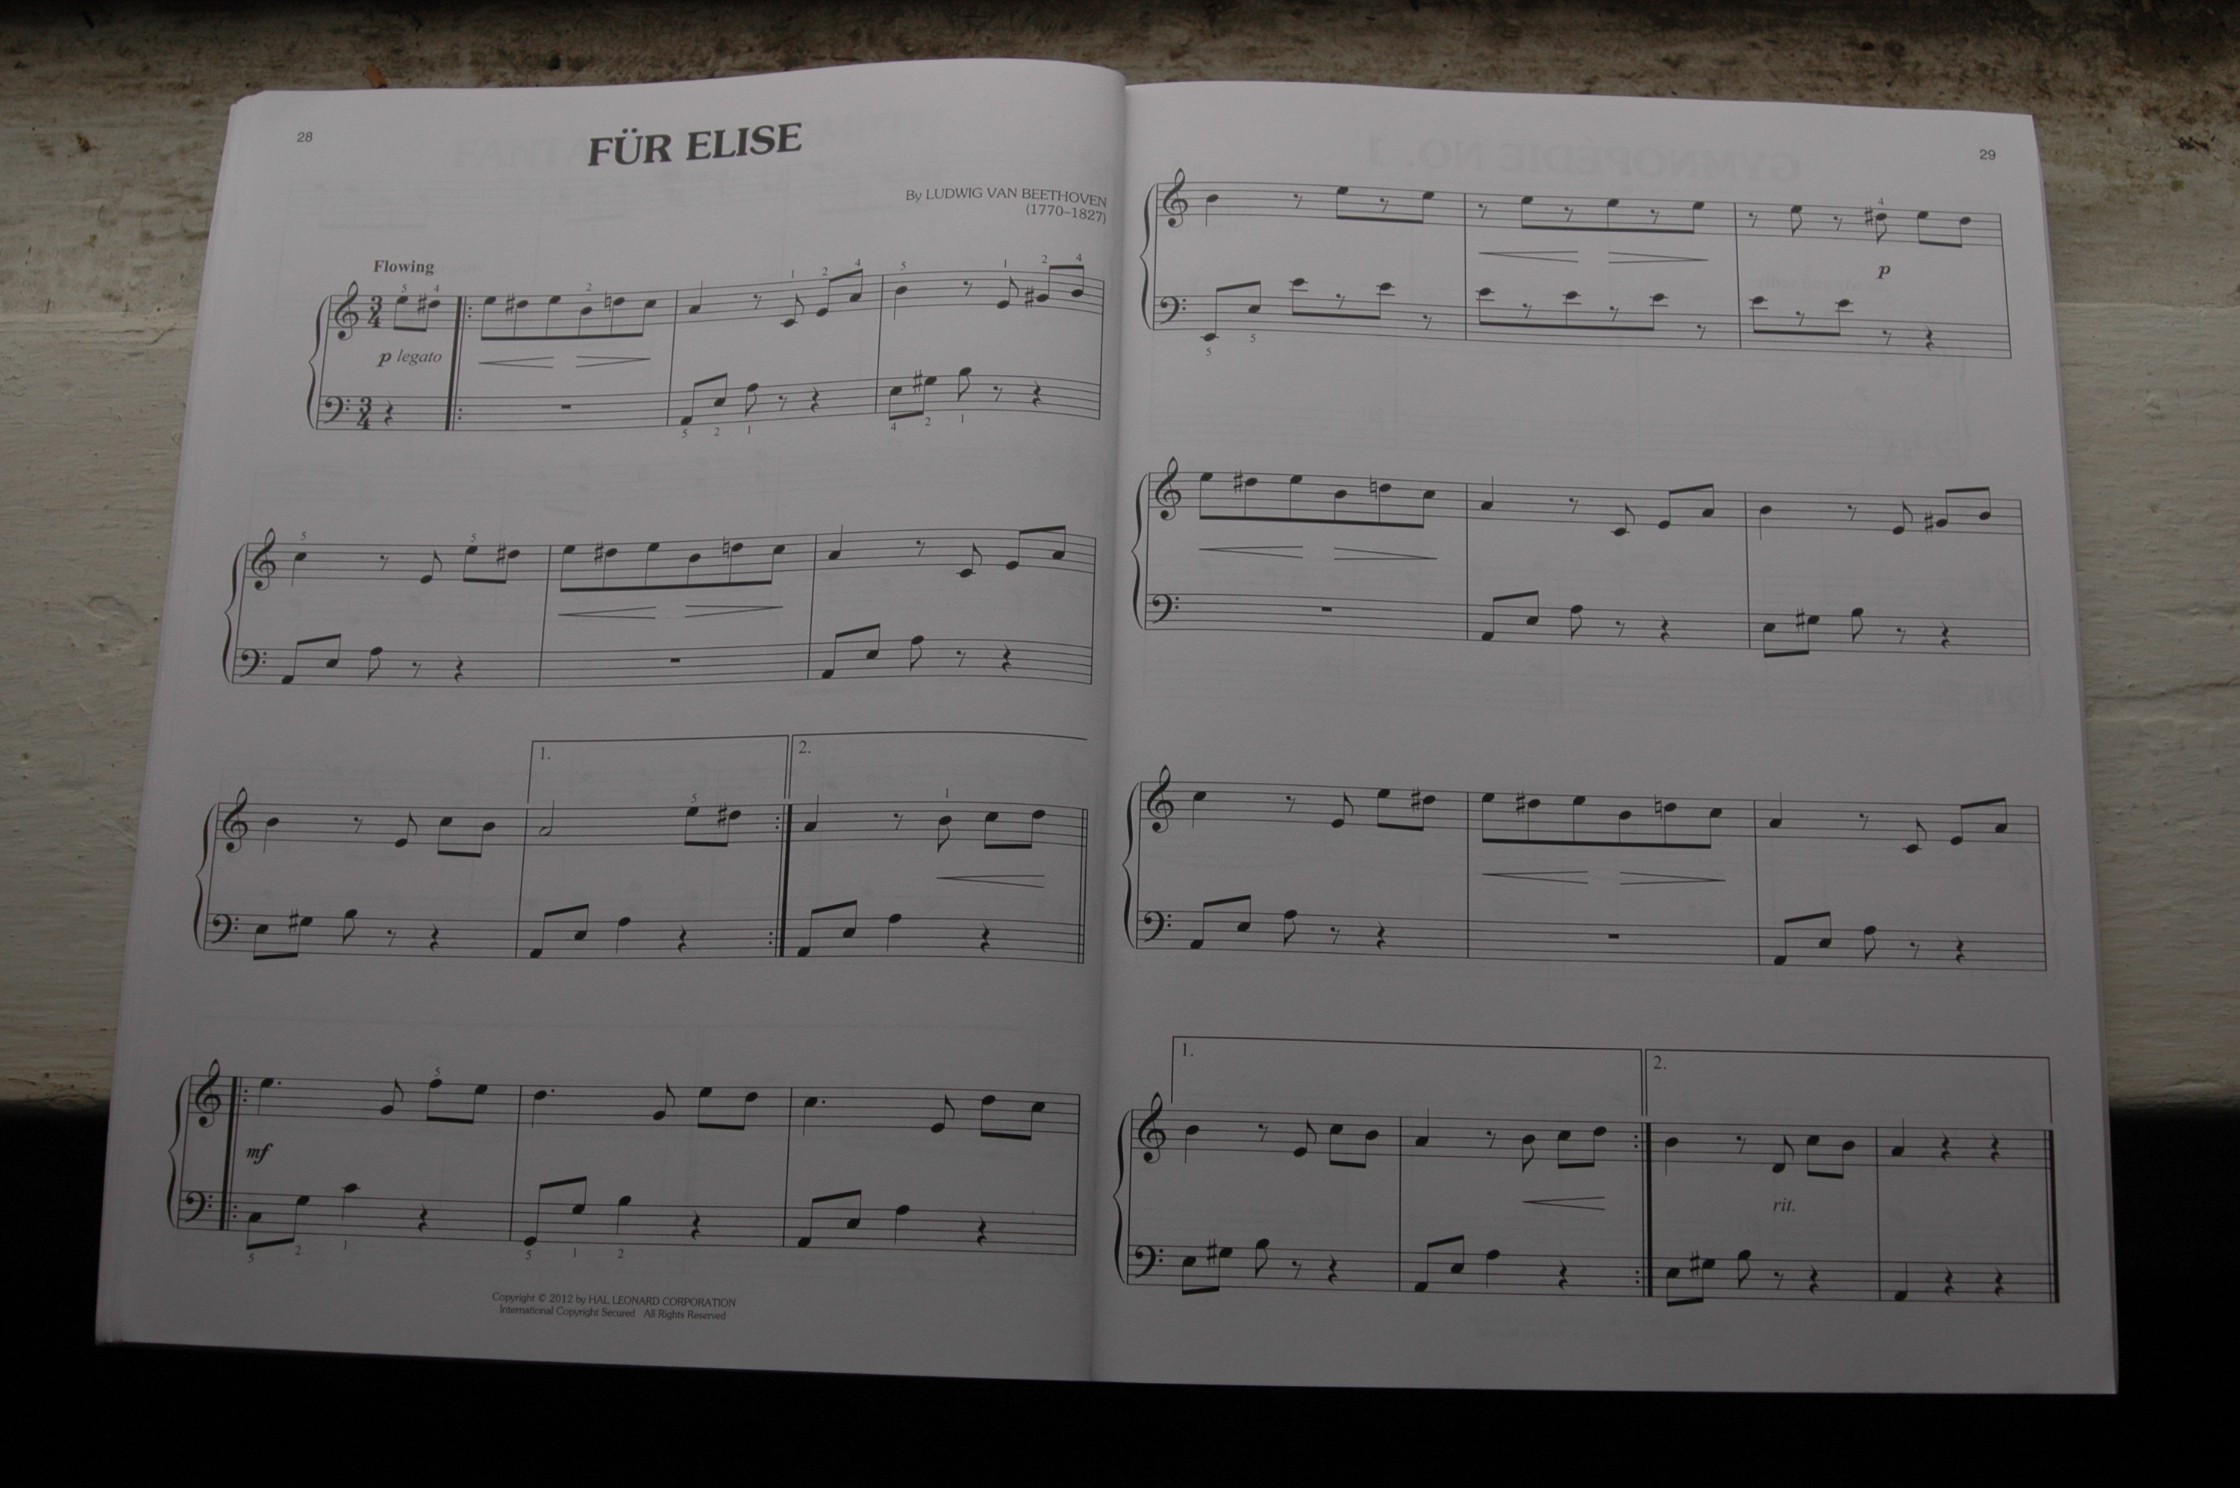 28
FÜR ELISE
By LUDWIG VAN BEETHOVEN
(1770–1827)
Flowing
5 4 2 1 2 4 5 1 2 4
3
4
p legato
3
4
5 2 1 4 2 1
5 5
1. 2.
5 1
5
mf
5 2 1 5 1 2
Copyright © 2012 by HAL LEONARD CORPORATION
International Copyright Secured All Rights Reserved
29
4
p
5 5
1. 2.
rit.